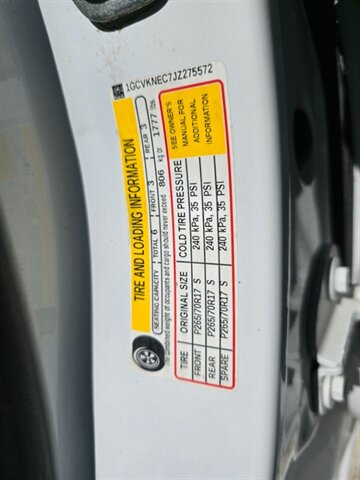 1GCVKNEC7JZ275572
TIRE AND LOADING INFORMATION
SEATING CAPACITY TOTAL 6 FRONT 3 REAR 3
The combined weight of occupants and cargo should never exceed 806 kg or 1777 lbs.
TIRE ORIGINAL SIZE COLD TIRE PRESSURE
FRONT P265/70R17 S 240 kPa, 35 PSI
REAR P265/70R17 S 240 kPa, 35 PSI
SPARE P265/70R17 S 240 kPa, 35 PSI
SEE OWNER'S
MANUAL FOR
ADDITIONAL
INFORMATION